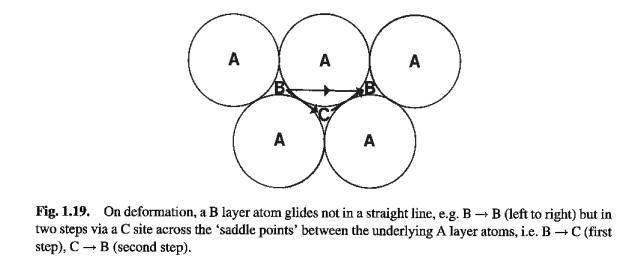 A A A
B B
C
A A
Fig. 1.19. On deformation, a B layer atom glides not in a straight line, e.g. B → B (left to right) but in
two steps via a C site across the ‘saddle points’ between the underlying A layer atoms, i.e. B → C (first
step), C → B (second step).